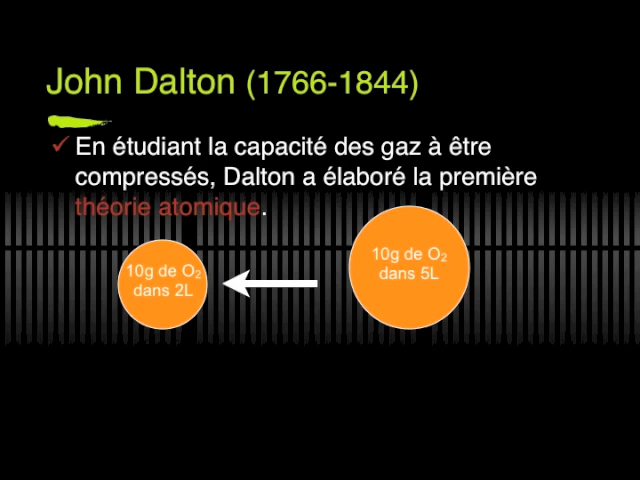 John Dalton (1766-1844)
En étudiant la capacité des gaz à être
compressés, Dalton a élaboré la première
théorie atomique.
10g de O₂
dans 2L
10g de O₂
dans 5L